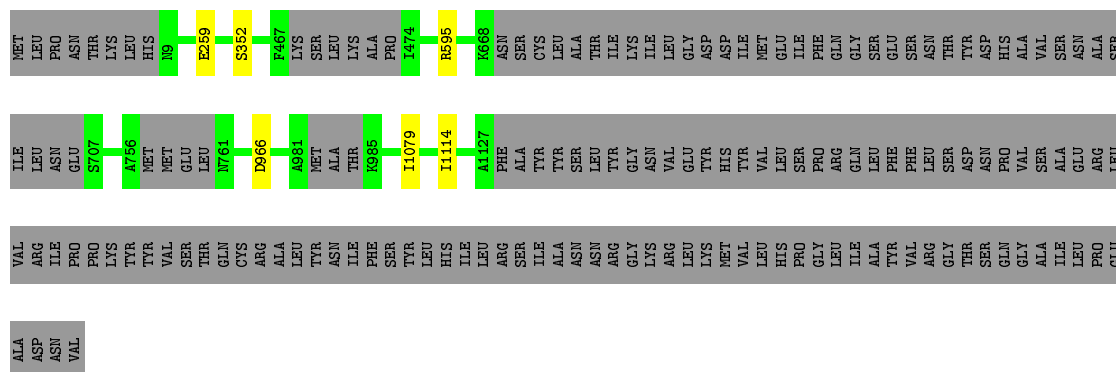 MET LEU PRO ASN THR LYS LEU HIS N9 E259 S352 F467 LYS SER LEU LYS ALA PRO I474 R595 K668 ASN SER CYS LEU ALA THR ILE LYS ILE LEU GLY ASP ASP ILE MET GLU ILE PHE GLN GLY SER GLU SER ASN THR TYR ASP HIS ALA VAL SER ASN ALA SER
ILE LEU ASN GLU S707 A756 MET MET GLU LEU N761 D966 A981 MET ALA THR K985 I1079 I1114 A1127 PHE ALA TYR TYR SER LEU TYR GLY ASN VAL GLU TYR HIS TYR VAL LEU SER PRO ARG GLN LEU PHE PHE LEU SER ASP ASN PRO VAL SER ALA GLU ARG LEU
VAL ARG ILE PRO PRO LYS TYR TYR VAL SER THR GLN CYS ARG ALA LEU TYR ASN ILE PHE SER TYR LEU HIS ILE LEU ARG SER ILE ALA ASN ASN ARG GLY LYS ARG LEU LYS MET VAL LEU HIS PRO GLY LEU ILE ALA TYR VAL ARG GLY THR SER GLN GLY ALA ILE LEU PRO GLU
ALA ASP ASN VAL